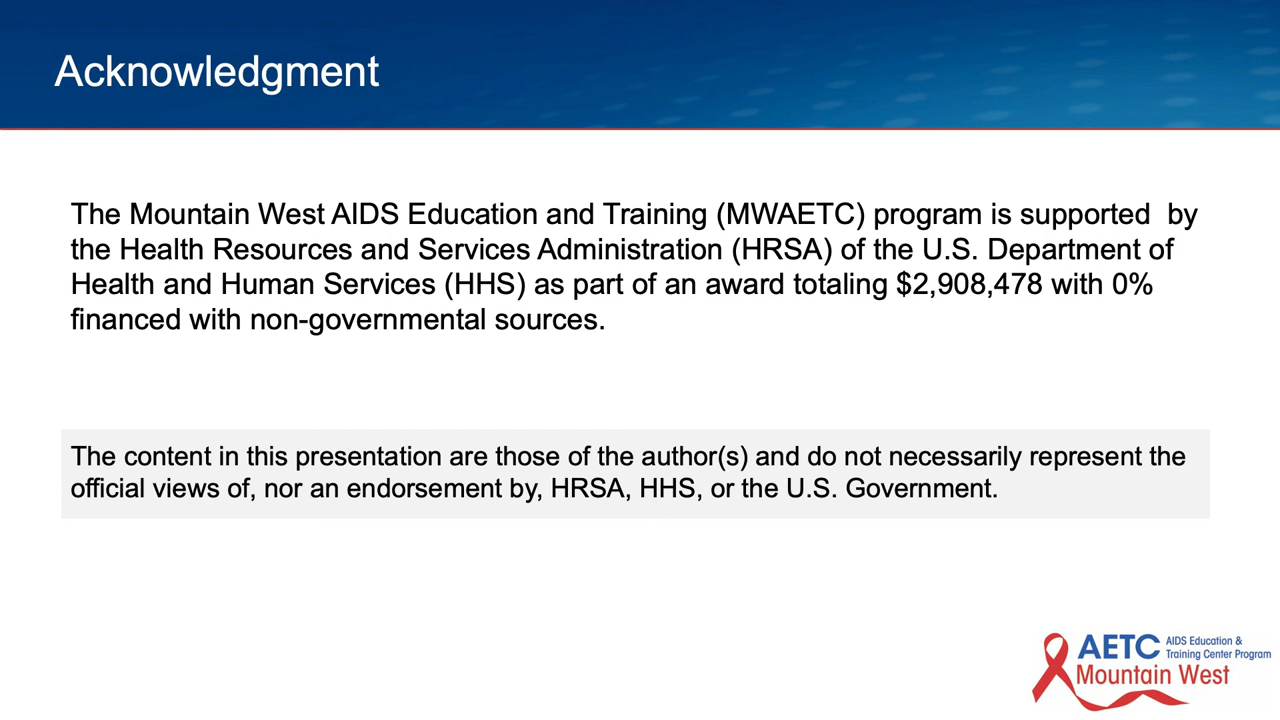 Acknowledgment
The Mountain West AIDS Education and Training (MWAETC) program is supported  by
the Health Resources and Services Administration (HRSA) of the U.S. Department of
Health and Human Services (HHS) as part of an award totaling $2,908,478 with 0%
financed with non-governmental sources.
The content in this presentation are those of the author(s) and do not necessarily represent the
official views of, nor an endorsement by, HRSA, HHS, or the U.S. Government.
AETC AIDS Education &
Training Center Program
Mountain West